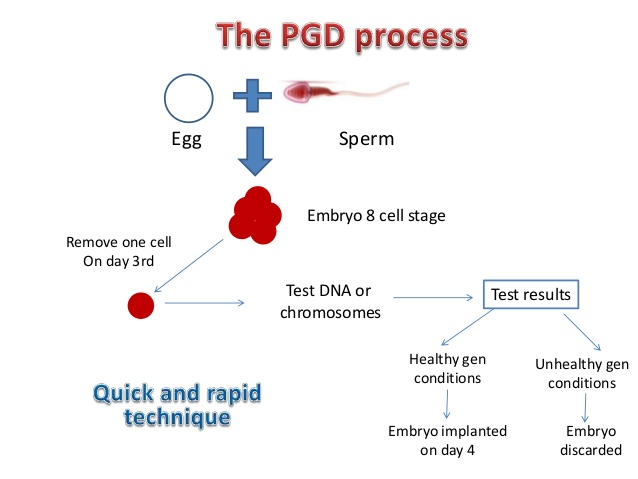 The PGD process
Egg
Sperm
Embryo 8 cell stage
Remove one cell
On day 3rd
Test DNA or
chromosomes
Test results
Healthy gen
conditions
Unhealthy gen
conditions
Embryo implanted
on day 4
Embryo
discarded
Quick and rapid
technique